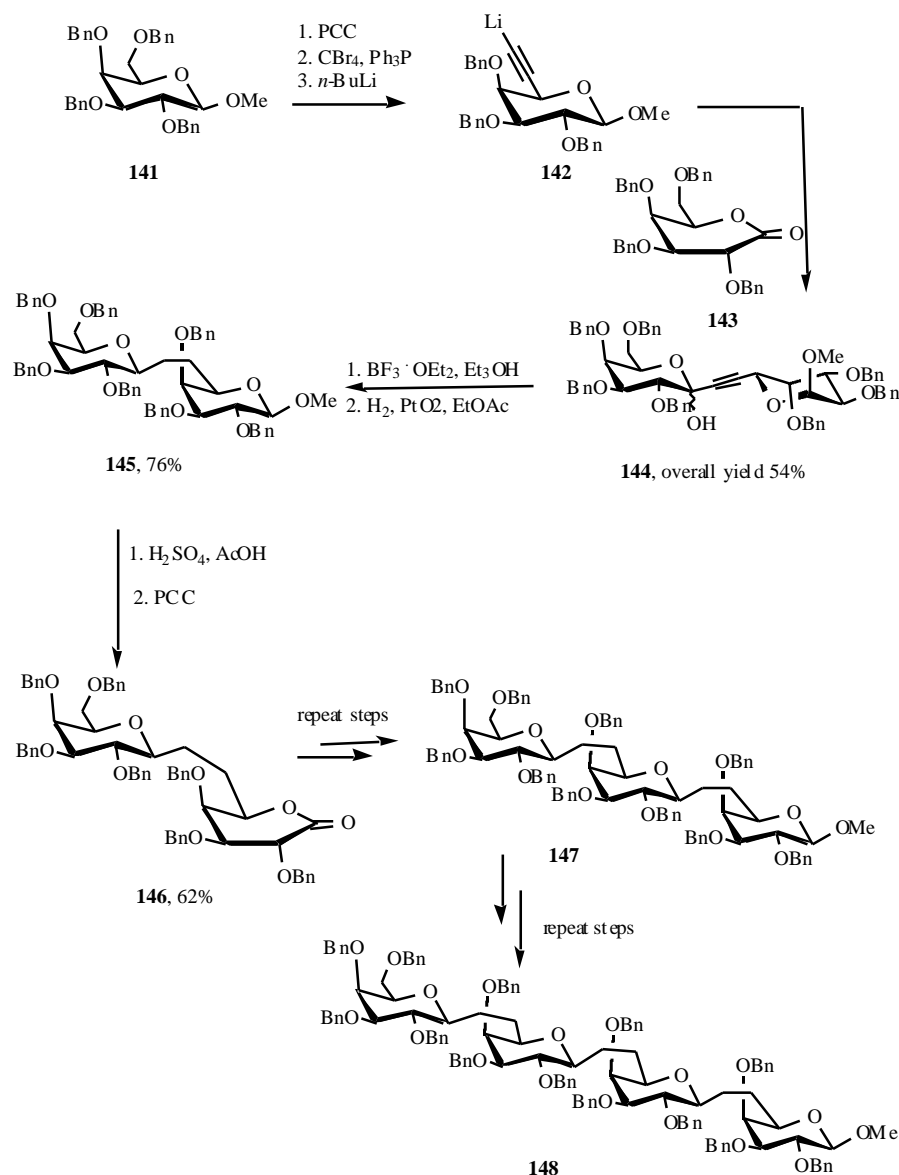 BnO
OBn
O
BnO
OMe
OBn
141
1. PCC
2. CBr4, Ph3P
3. n-BuLi
Li
BnO
O
BnO
OMe
OBn
142
OBn
BnO
O
O
BnO
OBn
143
BnO
OBn
OBn
O
BnO
OBn
O
BnO
OMe
OBn
145, 76%
1. BF3·OEt2, Et3OH
2. H2, PtO2, EtOAc
BnO
OBn
O
MeO
BnO
OBn
OBn
O
OBn
OH
OBn
144, overall yield 54%
1. H2SO4, AcOH
2. PCC
BnO
OBn
O
BnO
OBn
BnO
O
O
BnO
OBn
146, 62%
repeat steps
BnO
OBn
OBn
O
BnO
OBn
OBn
O
BnO
OBn
O
BnO
OMe
OBn
147
repeat steps
BnO
OBn
OBn
O
BnO
OBn
OBn
O
BnO
OBn
OBn
O
BnO
OBn
O
BnO
OMe
OBn
148